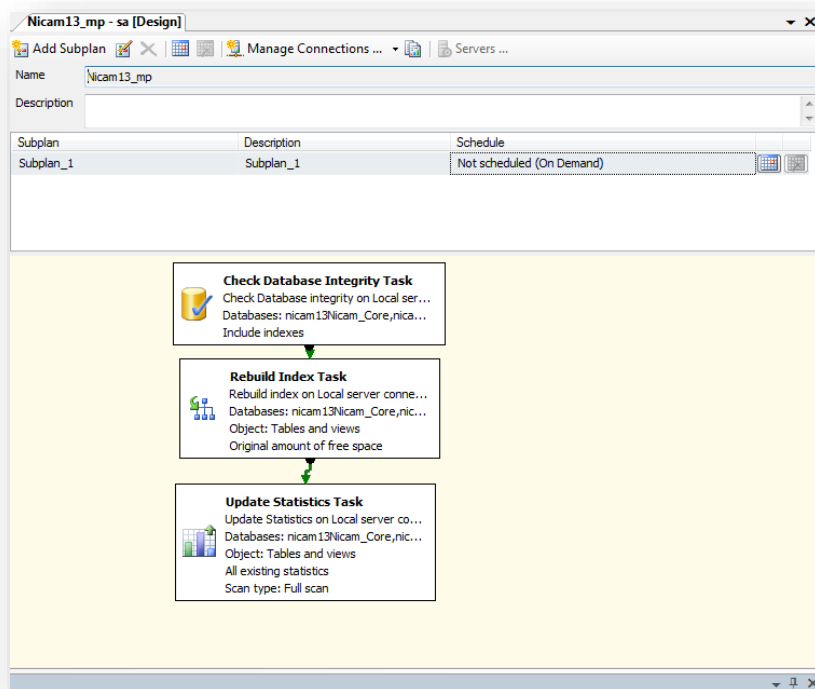 Nicam13_mp - sa [Design]
Add Subplan Manage Connections ... Servers ...
Name Nicam13_mp
Description
Subplan Description Schedule
Subplan_1 Subplan_1 Not scheduled (On Demand)
Check Database Integrity Task
Check Database integrity on Local ser...
Databases: nicam13Nicam_Core,nica...
Include indexes
Rebuild Index Task
Rebuild index on Local server conne...
Databases: nicam13Nicam_Core,nic...
Object: Tables and views
Original amount of free space
Update Statistics Task
Update Statistics on Local server co...
Databases: nicam13Nicam_Core,nic...
Object: Tables and views
All existing statistics
Scan type: Full scan